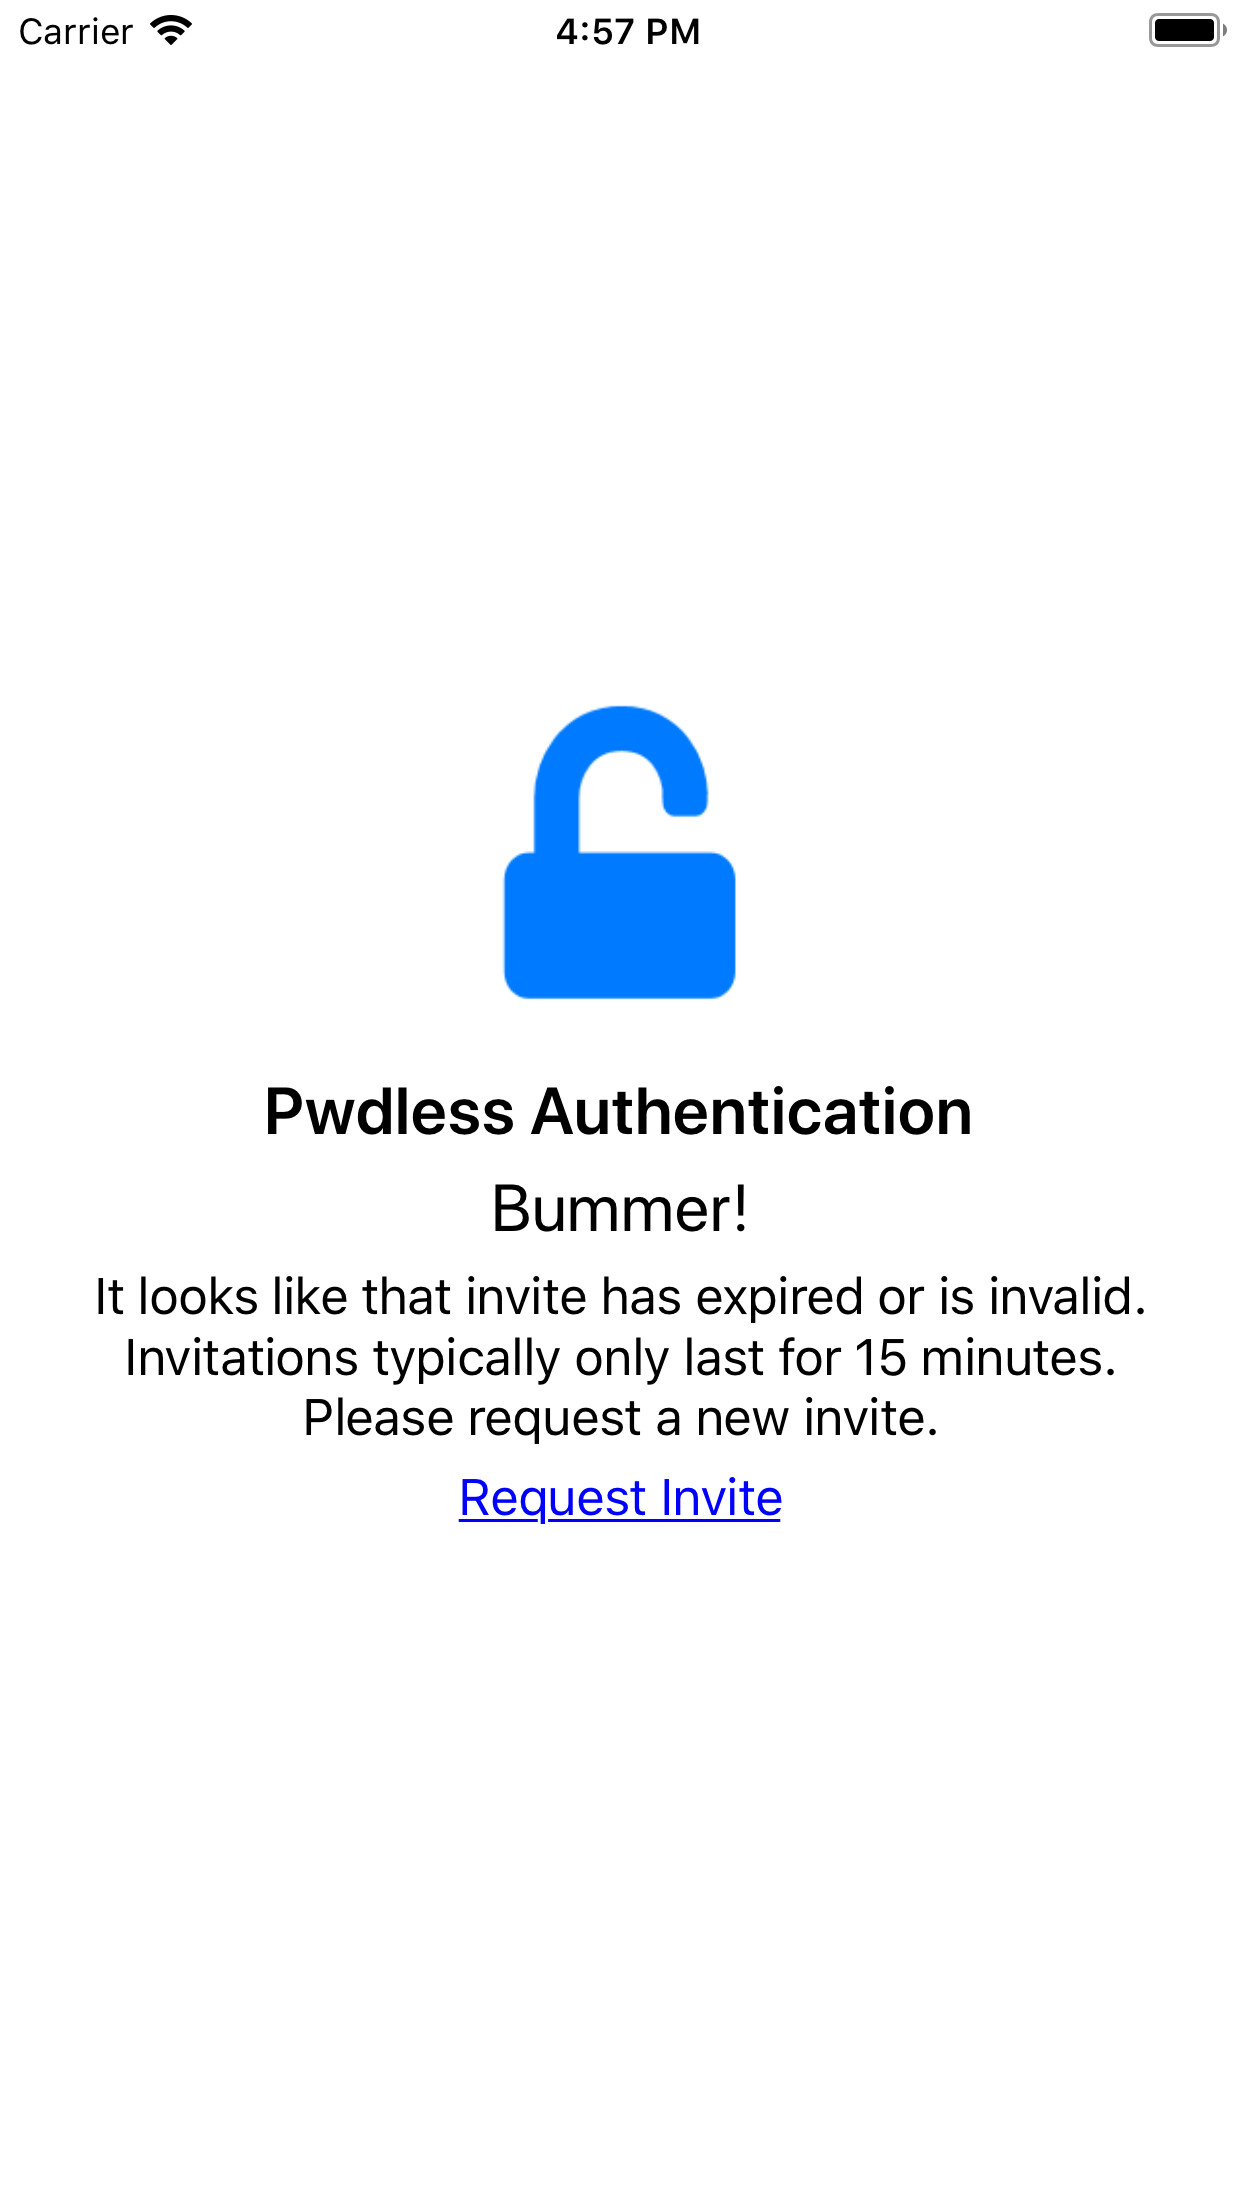 Carrier 4:57 PM
Pwdless Authentication
Bummer!
It looks like that invite has expired or is invalid.
Invitations typically only last for 15 minutes.
Please request a new invite.
Request Invite